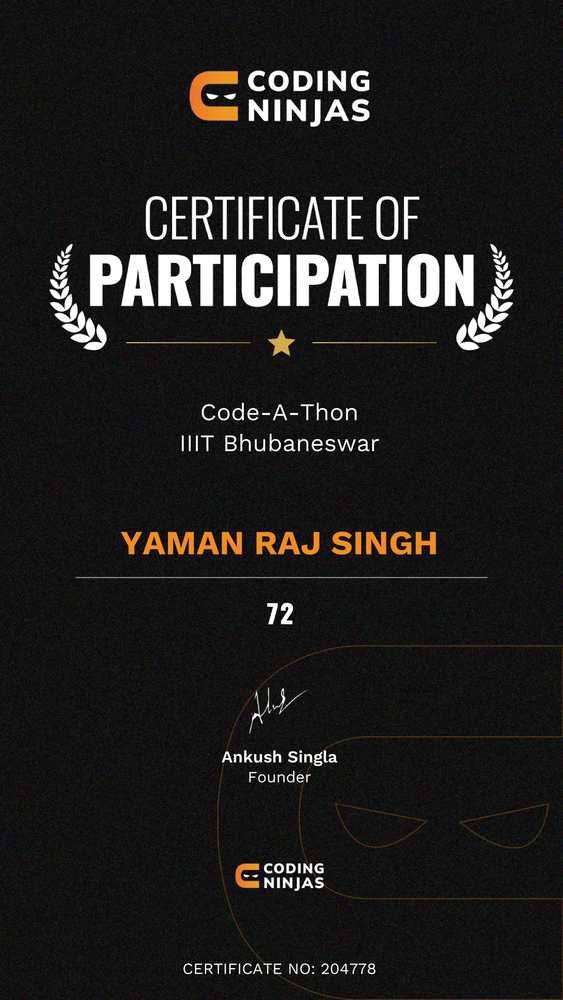 CODING
NINJAS
CERTIFICATE OF
PARTICIPATION
Code-A-Thon
IIIT Bhubaneswar
YAMAN RAJ SINGH
72
Ankush Singla
Founder
CODING
NINJAS
CERTIFICATE NO: 204778